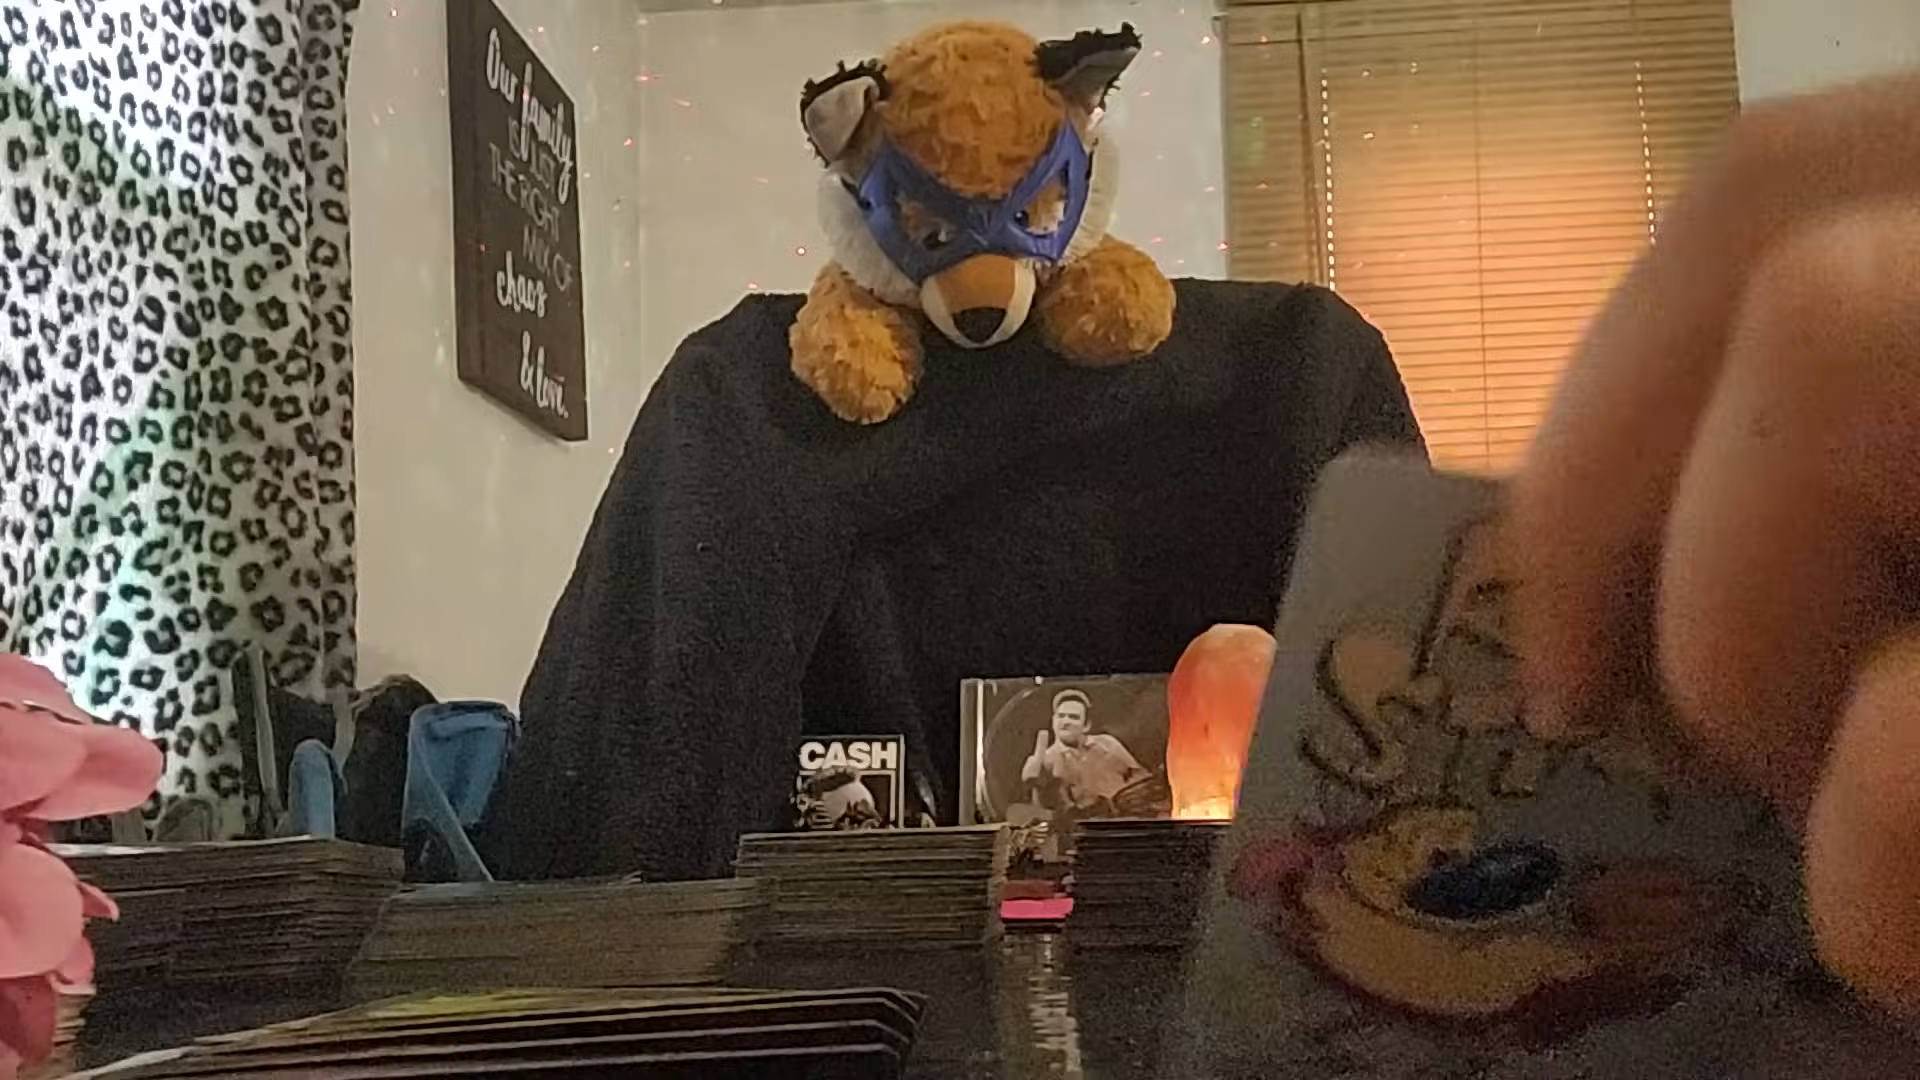 Our family
IS JUST
THE RIGHT
MIX OF
chaos
& love.
CASH